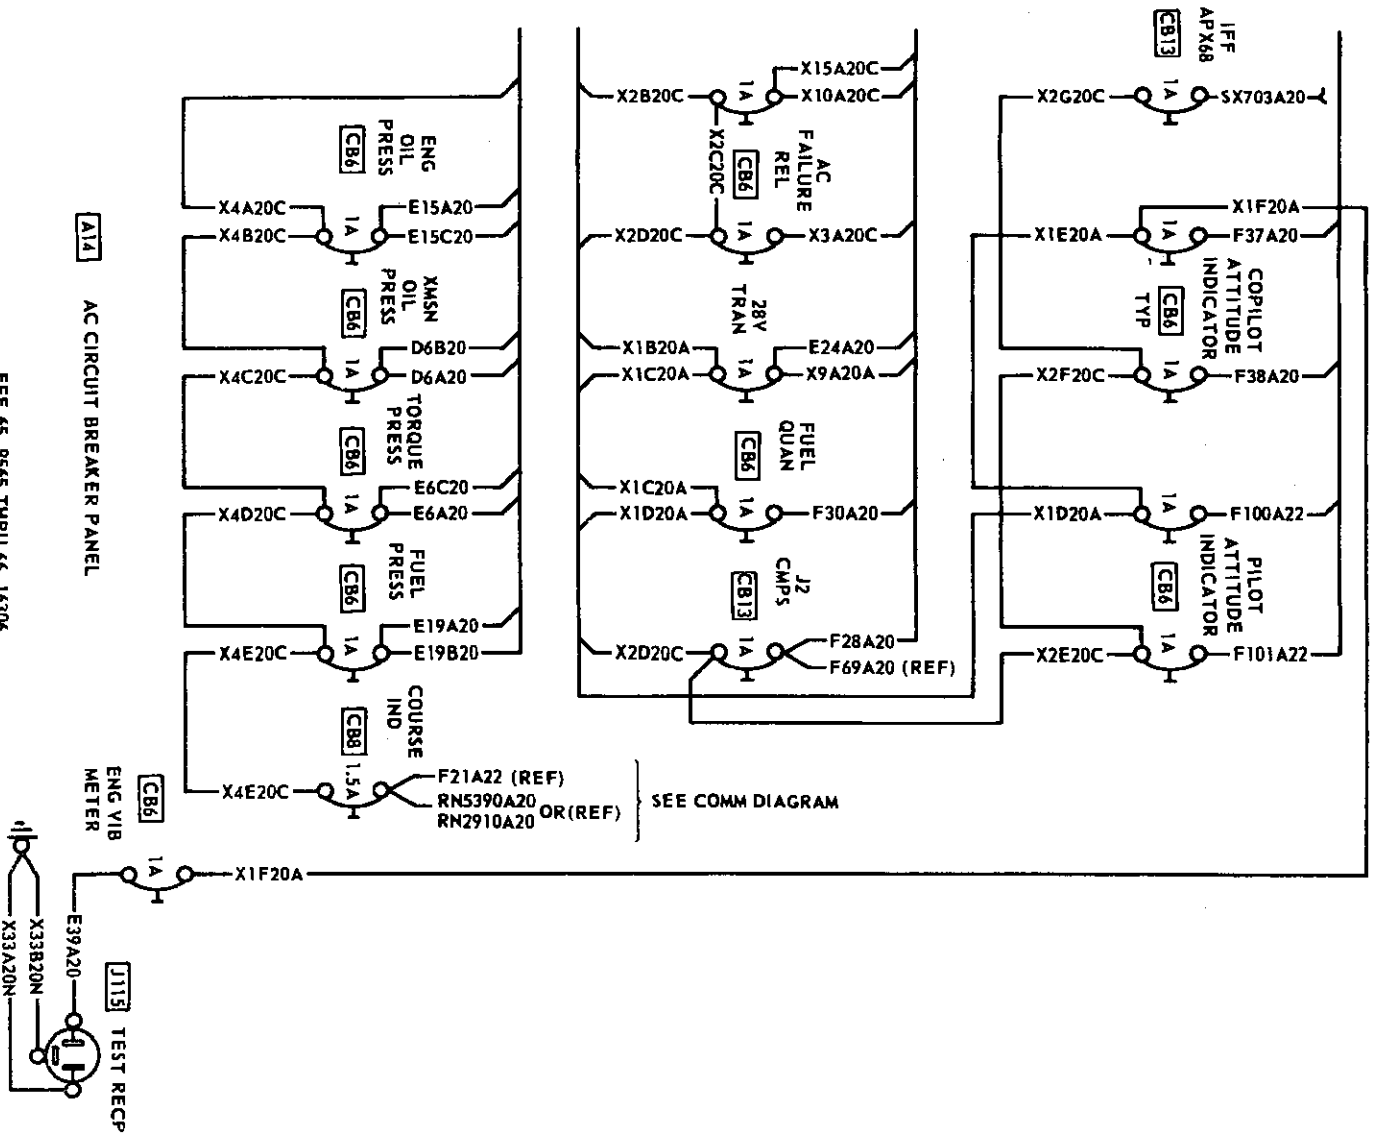 IFF
APX68
CB13
1A
X2G20C
SX703A20
X1F20A
X1E20A
1A
F37A20
COPILOT
ATTITUDE
INDICATOR
CB6
TYP
X2F20C
1A
F38A20
X1D20A
1A
F100A22
PILOT
ATTITUDE
INDICATOR
CB6
X2E20C
1A
F101A22
X15A20C
X2B20C
1A
X10A20C
X2C20C
AC
FAILURE
REL
CB6
X2D20C
1A
X3A20C
28V
TRAN
X1B20A
E24A20
X1C20A
1A
X9A20A
FUEL
QUAN
CB6
X1C20A
X1D20A
1A
F30A20
J2
CMPS
CB13
X2D20C
1A
F28A20
F69A20 (REF)
ENG
OIL
PRESS
CB6
X4A20C
E15A20
X4B20C
1A
E15C20
XMSN
OIL
PRESS
CB6
D6B20
X4C20C
1A
D6A20
TORQUE
PRESS
CB6
E6C20
X4D20C
1A
E6A20
FUEL
PRESS
CB6
E19A20
X4E20C
1A
E19B20
COURSE
IND
CB8
X4E20C
1.5A
F21A22 (REF)
RN5390A20
RN2910A20
OR(REF)
SEE COMM DIAGRAM
A14 AC CIRCUIT BREAKER PANEL
ENG VIB
METER
CB6
1A
X1F20A
E39A20
X33B20N
X33A20N
J115 TEST RECP